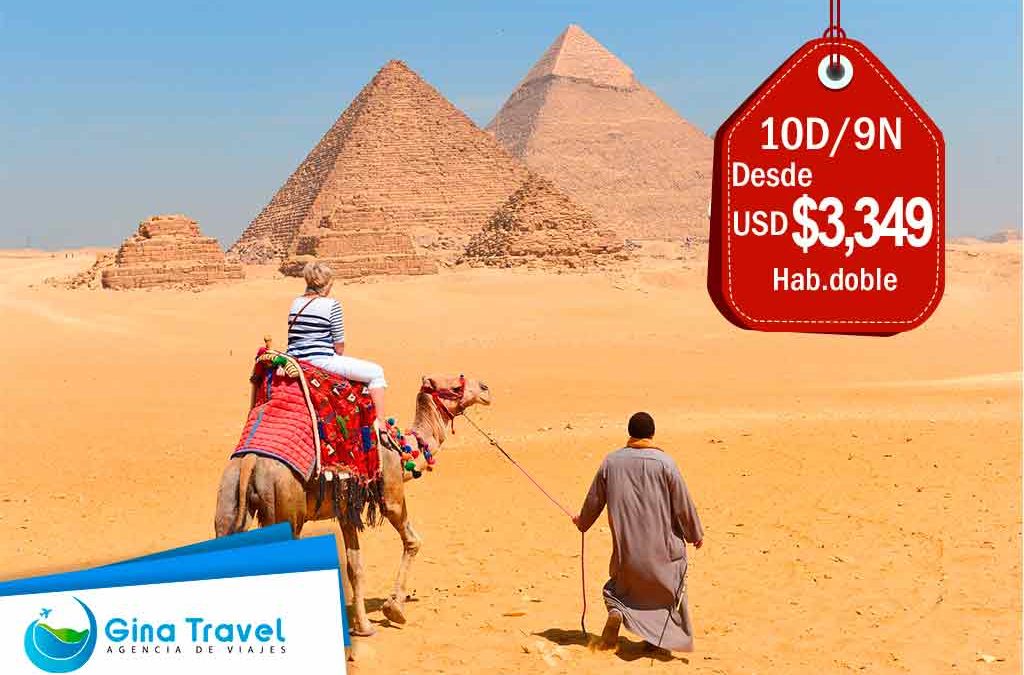 10D/9N
Desde
USD $3,349
Hab.doble
Gina Travel
AGENCIA DE VIAJES